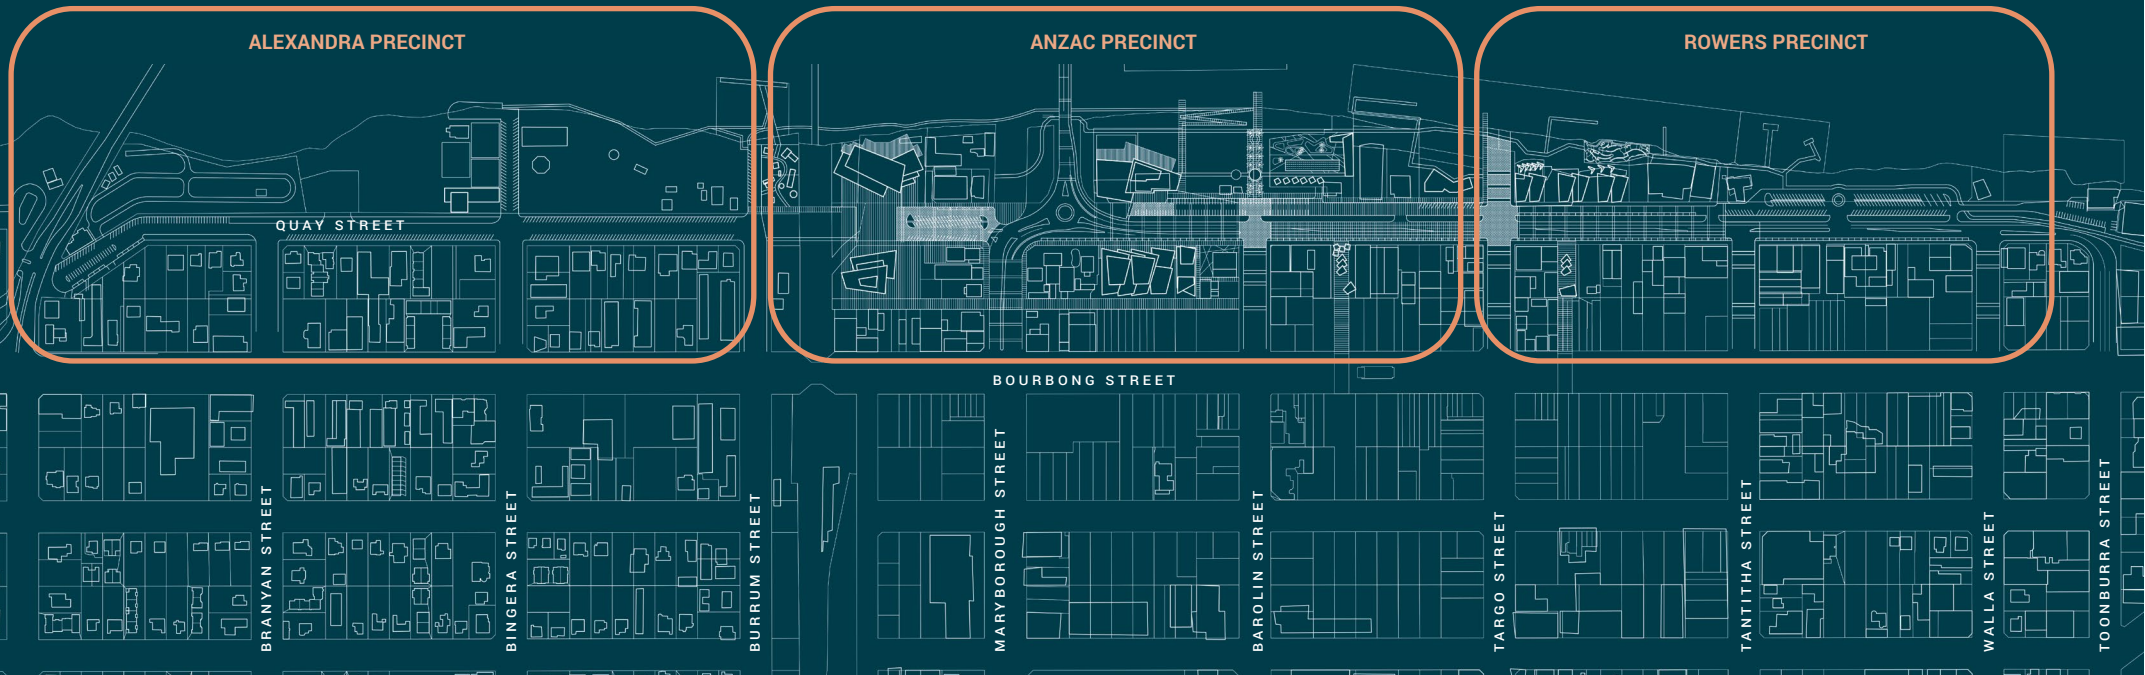 ALEXANDRA PRECINCT
ANZAC PRECINCT
ROWERS PRECINCT
QUAY STREET
BOURBONG STREET
BRANYAN STREET
BINGERA STREET
BURRUM STREET
MARYBOROUGH STREET
BAROLIN STREET
TARGO STREET
TANTITHA STREET
WALLA STREET
TOONBURRA STREET